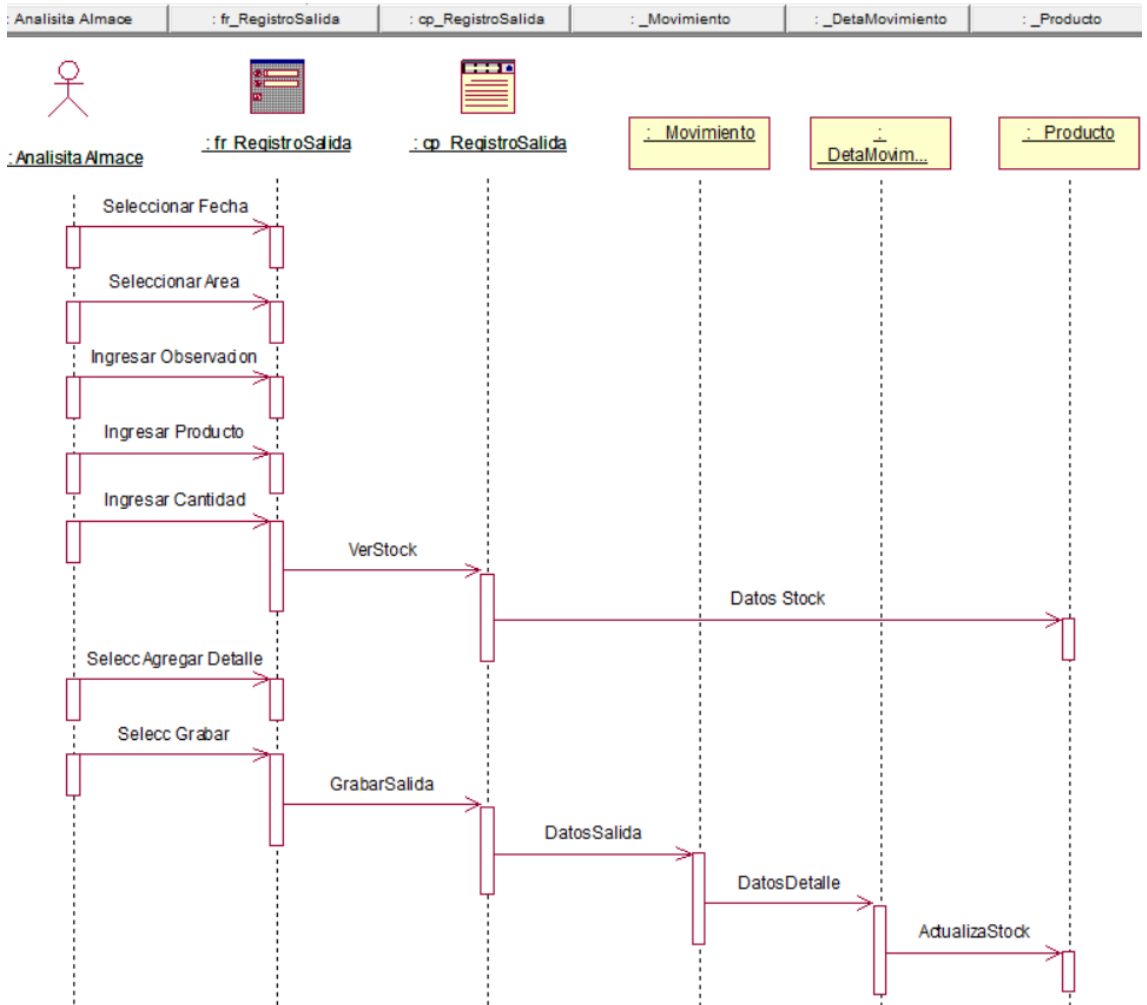 : Analisita Almace
: fr_RegistroSalida
: cp_RegistroSalida
: _Movimiento
: _DetaMovimiento
: _Producto
: Analisita Almace
: fr_RegistroSalida
: cp_RegistroSalida
: _Movimiento
:
_DetaMovim...
: _Producto
Seleccionar Fecha
Seleccionar Area
Ingresar Observacion
Ingresar Producto
Ingresar Cantidad
VerStock
Datos Stock
Selecc Agregar Detalle
Selecc Grabar
GrabarSalida
DatosSalida
DatosDetalle
ActualizaStock